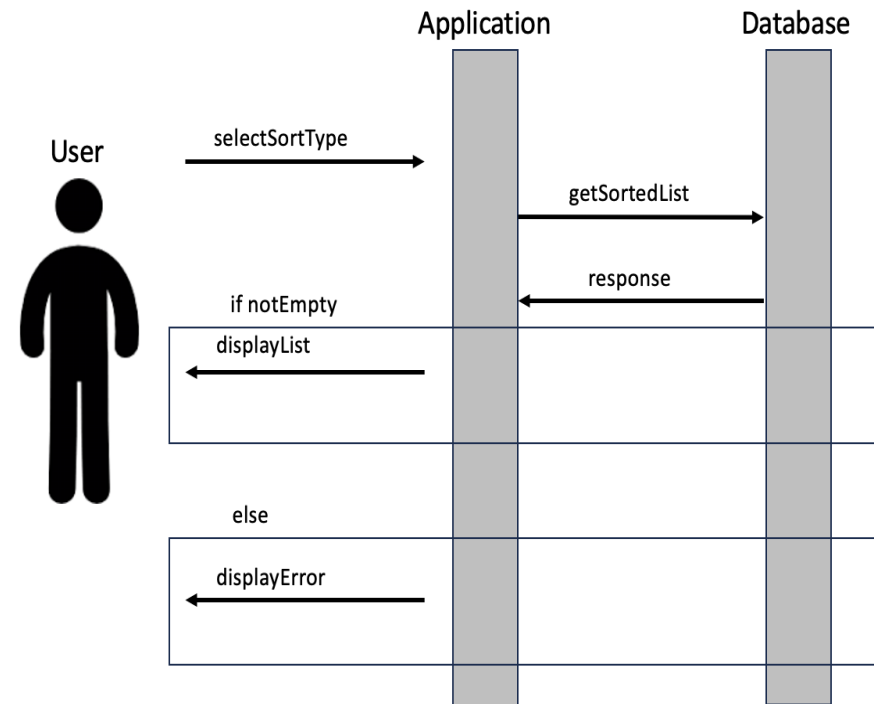 Application
Database
User
selectSortType
getSortedList
response
if notEmpty
displayList
else
displayError